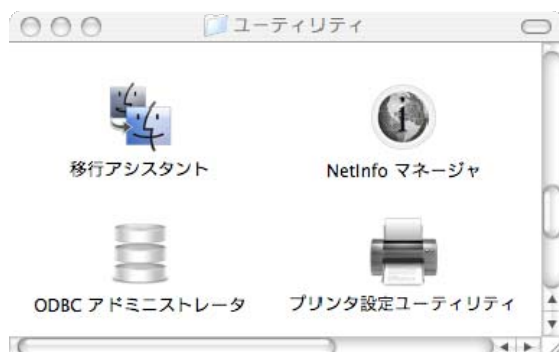 ユーティリティ
移行アシスタント
NetInfo マネージャ
ODBC アドミニストレータ
プリンタ設定ユーティリティ